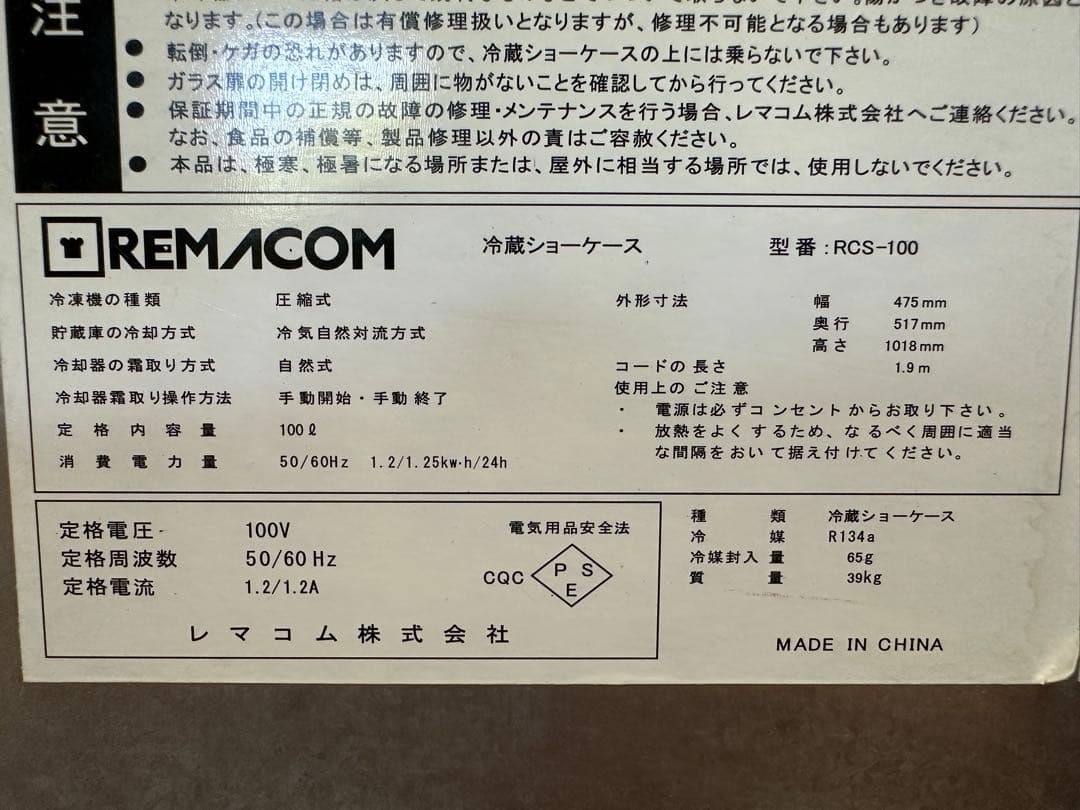 注意
なります。(この場合は有償修理扱いとなりますが、修理不可能となる場合もあります)
● 転倒・ケガの恐れがありますので、冷蔵ショーケースの上には乗らないで下さい。
● ガラス扉の開け閉めは、周囲に物がないことを確認してから行ってください。
● 保証期間中の正規の故障の修理・メンテナンスを行う場合、レマコム株式会社へご連絡ください。
なお、食品の補償等、製品修理以外の責はご容赦ください。
● 本品は、極寒、極暑になる場所または、屋外に相当する場所では、使用しないでください。
REMACOM 冷蔵ショーケース 型番:RCS-100
冷凍機の種類 圧縮式
貯蔵庫の冷却方式 冷気自然対流方式
冷却器の霜取り方式 自然式
冷却器霜取り操作方法 手動開始・手動終了
定格内容量 100ℓ
消費電力量 50/60Hz 1.2/1.25kw·h/24h
外形寸法 幅 475mm
奥行 517mm
高さ 1018mm
コードの長さ 1.9m
使用上のご注意
・ 電源は必ずコンセントからお取り下さい。
・ 放熱をよくするため、なるべく周囲に適当
な間隔をおいて据え付けてください。
定格電圧 100V
定格周波数 50/60Hz
定格電流 1.2/1.2A
電気用品安全法
CQC PSE
レマコム株式会社
種類 冷蔵ショーケース
冷媒 R134a
冷媒封入量 65g
質量 39kg
MADE IN CHINA